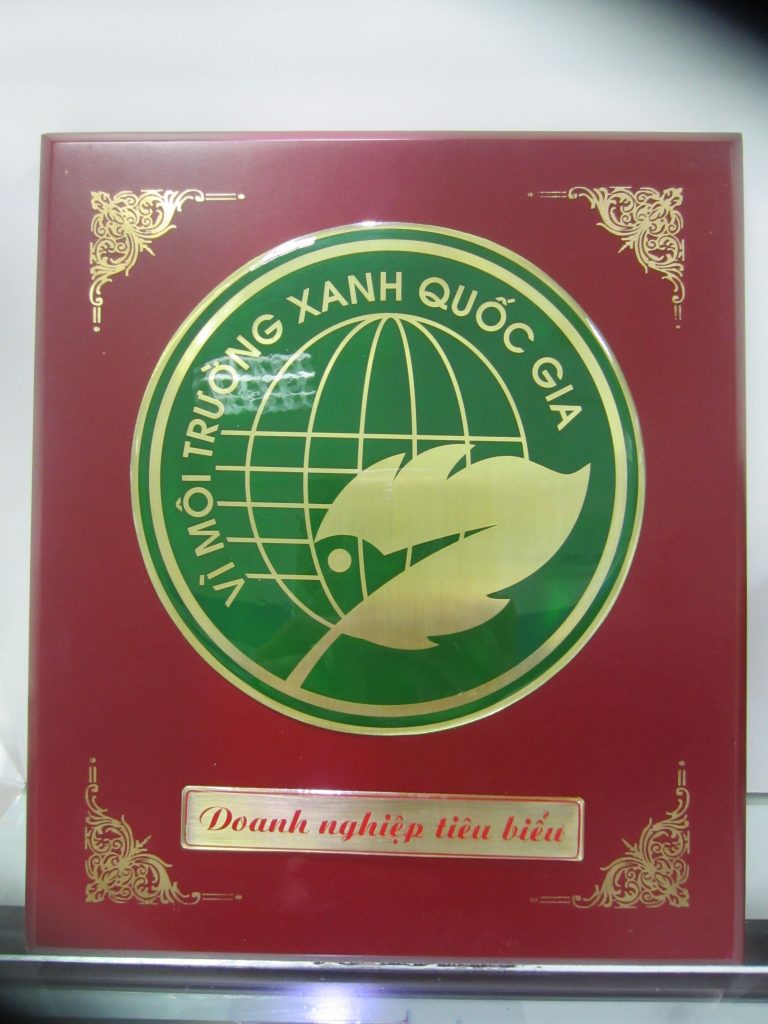 VÌ MÔI TRƯỜNG XANH QUỐC GIA
Doanh nghiệp tiêu biểu